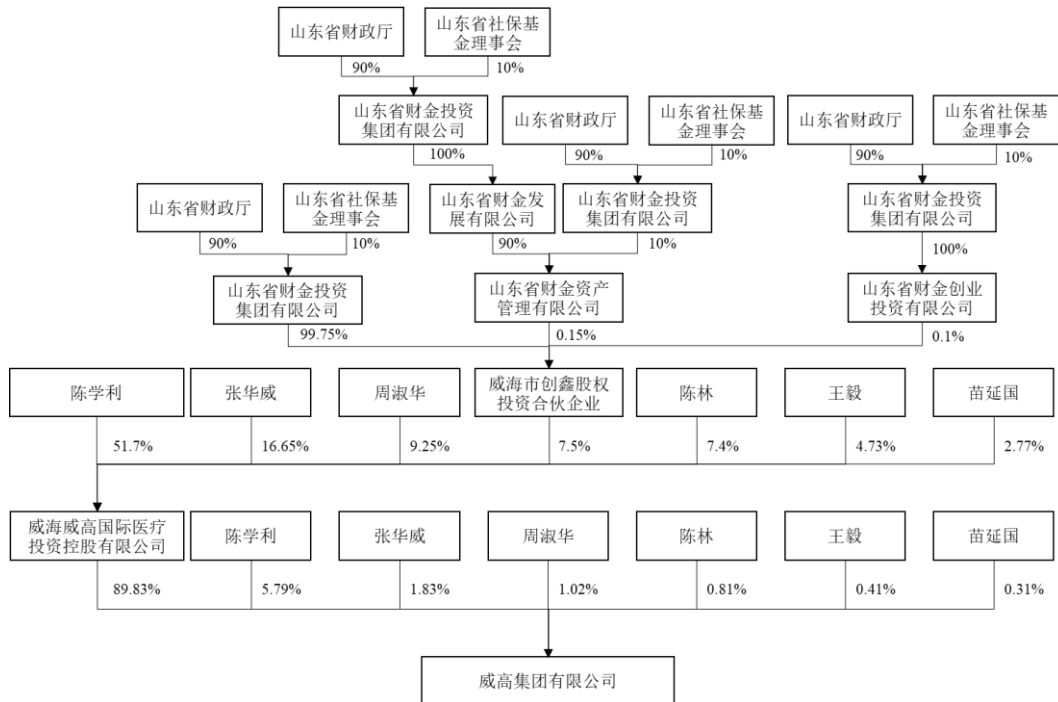 山东省财政厅
山东省社保基
金理事会
90%
10%
山东省财金投资
集团有限公司
山东省财政厅
山东省社保基
金理事会
山东省财政厅
山东省社保基
金理事会
100%
90%
10%
90%
10%
山东省财政厅
山东省社保基
金理事会
山东省财金发
展有限公司
山东省财金投资
集团有限公司
山东省财金投资
集团有限公司
90%
10%
90%
10%
100%
山东省财金投资
集团有限公司
山东省财金资产
管理有限公司
山东省财金创业
投资有限公司
99.75%
0.15%
0.1%
陈学利
张华威
周淑华
威海市创鑫股权
投资合伙企业
陈林
王毅
苗延国
51.7%
16.65%
9.25%
7.5%
7.4%
4.73%
2.77%
威海威高国际医疗
投资控股有限公司
陈学利
张华威
周淑华
陈林
王毅
苗延国
89.83%
5.79%
1.83%
1.02%
0.81%
0.41%
0.31%
威高集团有限公司